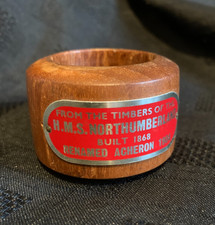 FROM THE TIMBERS OF
H.M.S. NORTHUMBERLAND
BUILT 1868
RENAMED ACHERON